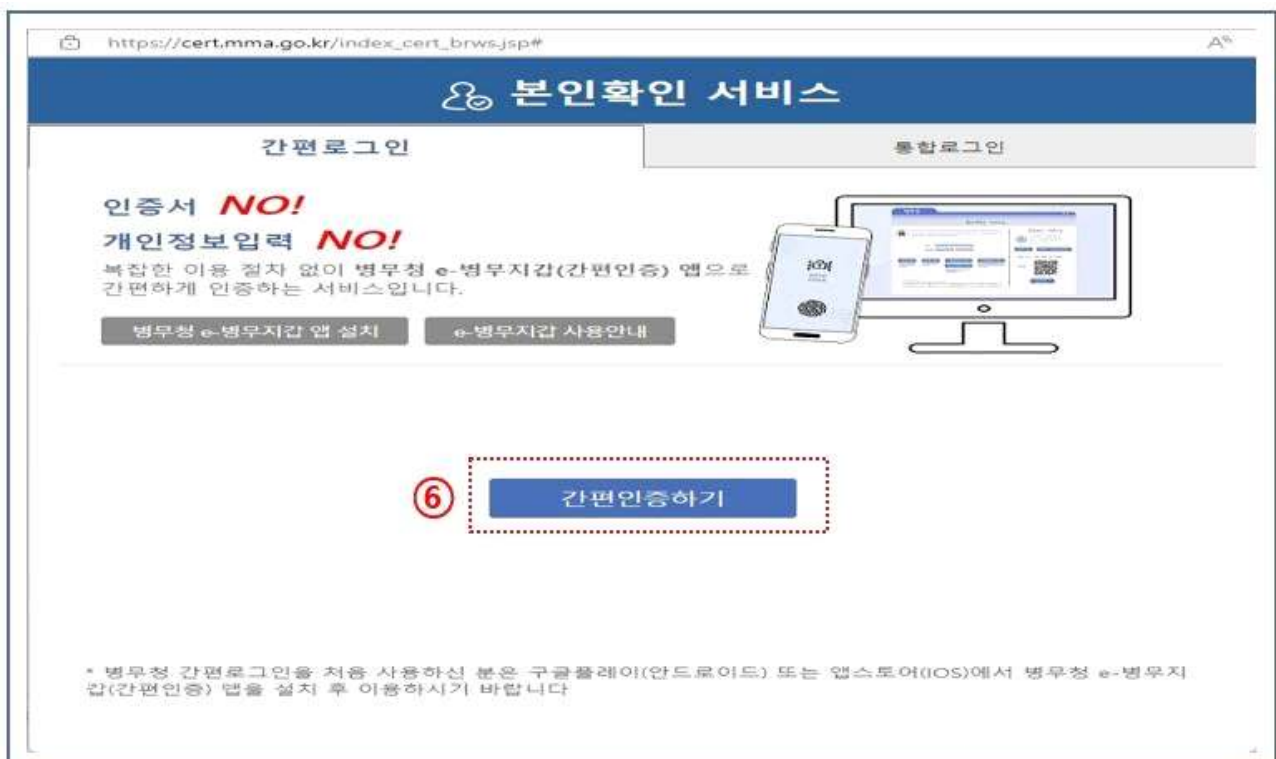 https://cert.mma.go.kr/index_cert_brws.jsp#
본인확인 서비스
간편로그인
통합로그인
인증서 NO!
개인정보입력 NO!
복잡한 이용 절차 없이 병무청 e-병무지갑(간편인증) 앱으로
간편하게 인증하는 서비스입니다.
병무청 e-병무지갑 앱 설치
e-병무지갑 사용안내
⑥
간편인증하기
* 병무청 간편로그인을 처음 사용하신 분은 구글플레이(안드로이드) 또는 앱스토어(IOS)에서 병무청 e-병무지
갑(간편인증) 앱을 설치 후 이용하시기 바랍니다